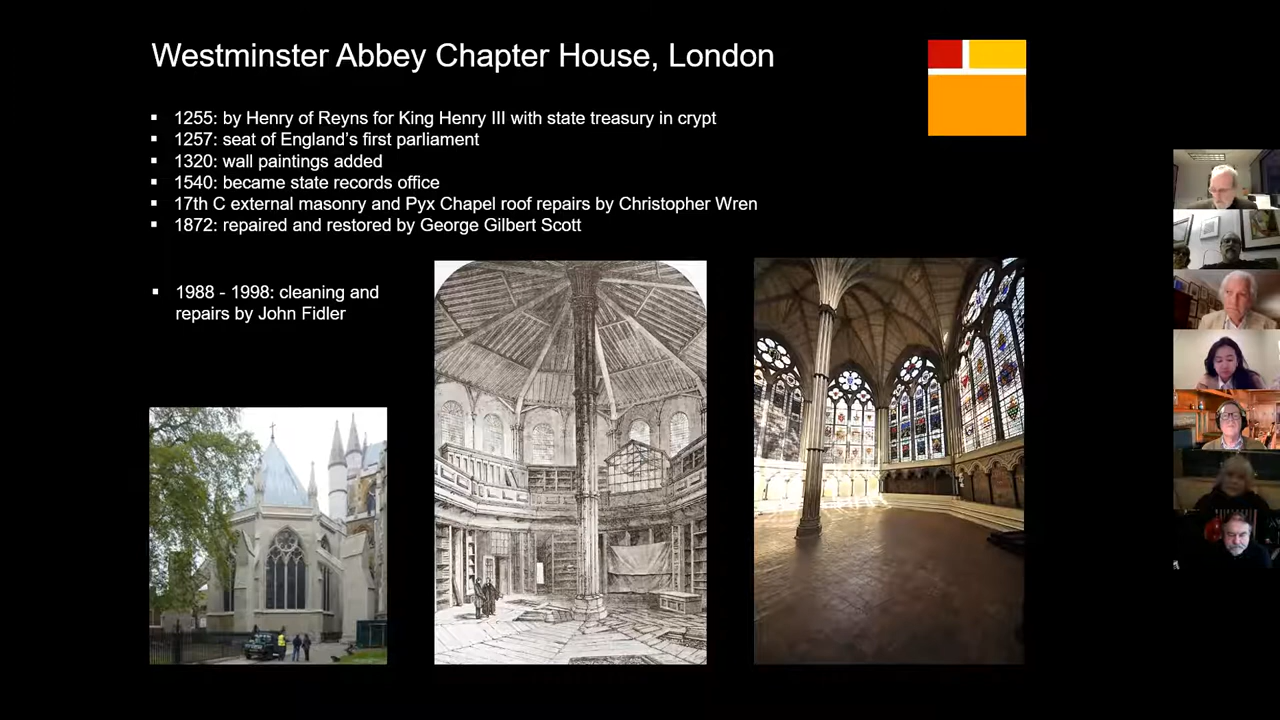 Westminster Abbey Chapter House, London
▪ 1255: by Henry of Reyns for King Henry III with state treasury in crypt
▪ 1257: seat of England's first parliament
▪ 1320: wall paintings added
▪ 1540: became state records office
▪ 17th C external masonry and Pyx Chapel roof repairs by Christopher Wren
▪ 1872: repaired and restored by George Gilbert Scott
▪ 1988 - 1998: cleaning and
repairs by John Fidler